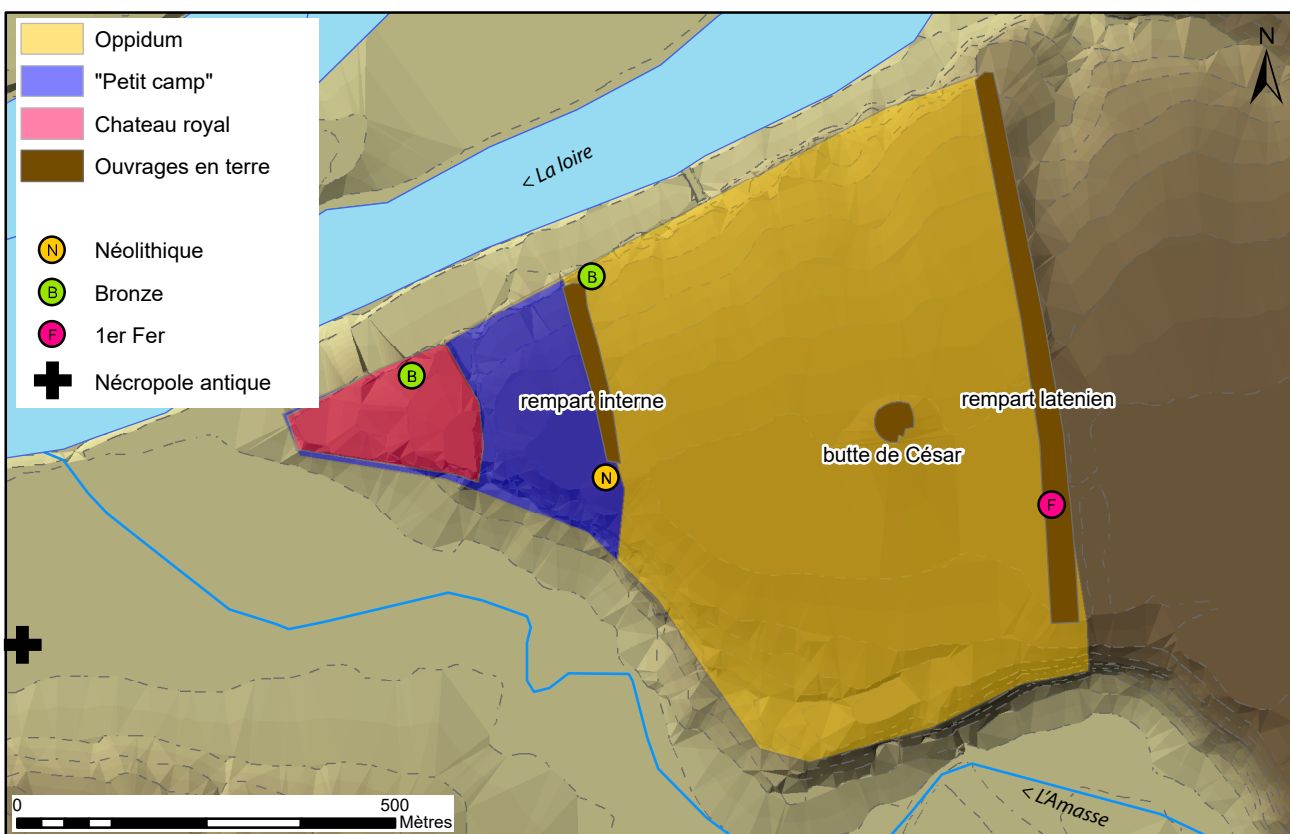 Oppidum
"Petit camp"
Chateau royal
Ouvrages en terre
N Néolithique
B Bronze
F 1er Fer
Nécropole antique
N
< La loire
B
B
rempart interne
rempart latenien
butte de César
N
F
< L'Amasse
0 500
Mètres